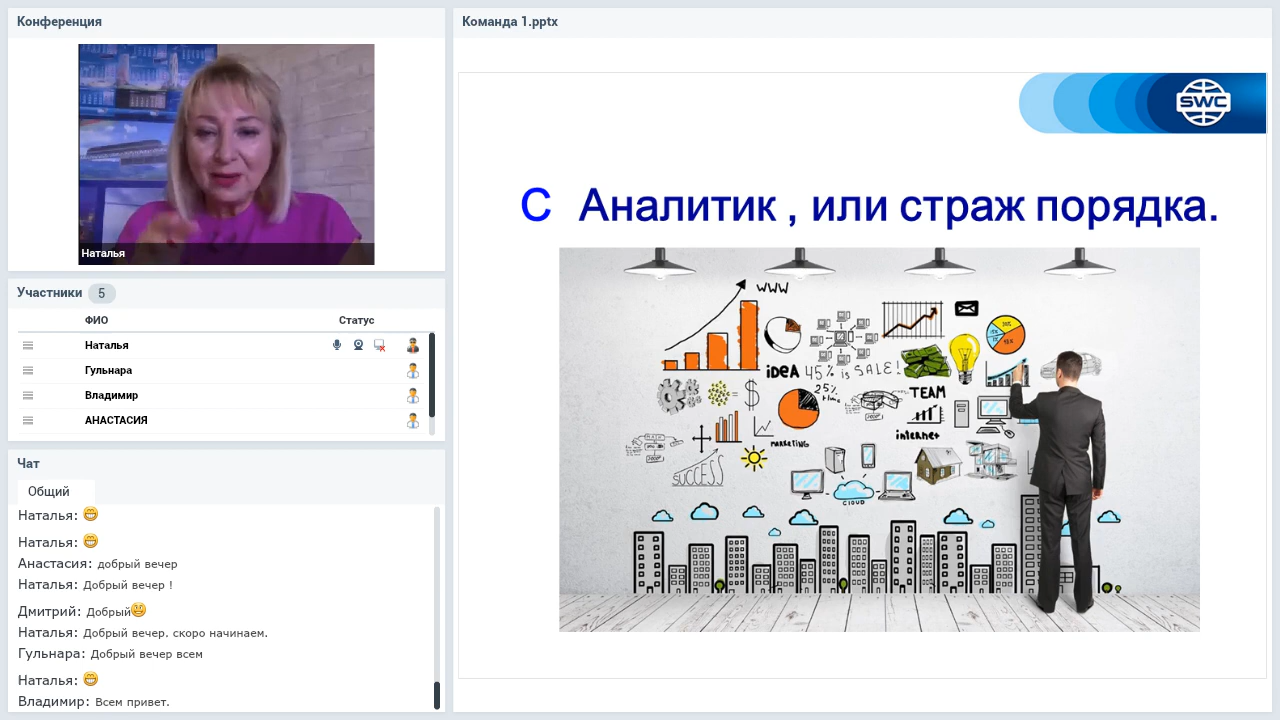 Конференция
Наталья
Участники 5
ФИО Статус
Наталья
Гульнара
Владимир
АНАСТАСИЯ
Чат
Общий
Наталья: 😁
Наталья: 😁
Анастасия: добрый вечер
Наталья: Добрый вечер !
Дмитрий: Добрый😀
Наталья: Добрый вечер. скоро начинаем.
Гульнара: Добрый вечер всем
Наталья: 😁
Владимир: Всем привет.
Команда 1.pptx
SWC
С Аналитик , или страж порядка.
WWW
iDEA 45% is SALE!
25%
TEAM
MARKETING
internet
SUCCESS
CLOUD